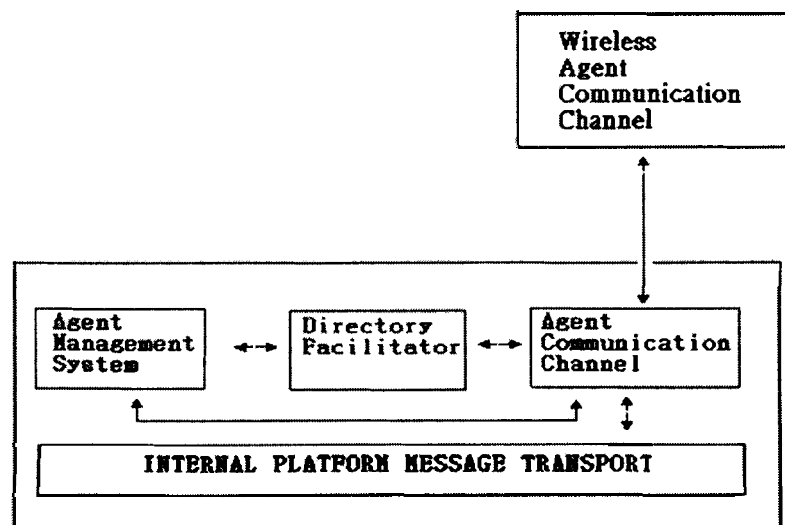 Wireless
Agent
Communication
Channel
Agent
Management
System
Directory
Facilitator
Agent
Communication
Channel
INTERNAL PLATFORM MESSAGE TRANSPORT